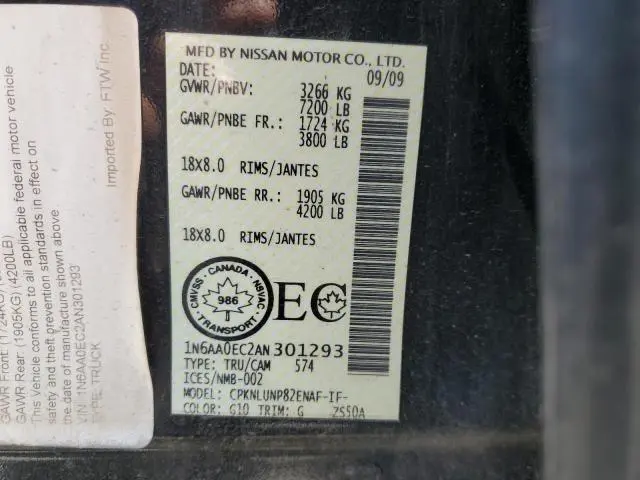 MFD BY NISSAN MOTOR CO., LTD.
DATE: 09/09
GVWR/PNBV: 3266 KG
7200 LB
GAWR/PNBE FR.: 1724 KG
3800 LB
18X8.0 RIMS/JANTES
GAWR/PNBE RR.: 1905 KG
4200 LB
18X8.0 RIMS/JANTES
CMVSS · CANADA · NSVAC
986
TRANSPORT
EC
1N6AA0EC2AN301293
TYPE: TRU/CAM 574
ICES/NMB-002
MODEL: CPKNLUNP82ENAF-IF-
COLOR: G10 TRIM: G ZS50A
Imported By: FTW Inc.
GAWR Front: (1724KG)
GAWR Rear: (1905KG) (4200LB)
This Vehicle conforms to all applicable federal motor vehicle
safety and theft prevention standards in effect on
the date of manufacture shown above
VIN: 1N6AA0EC2AN301293
TYPE: TRUCK